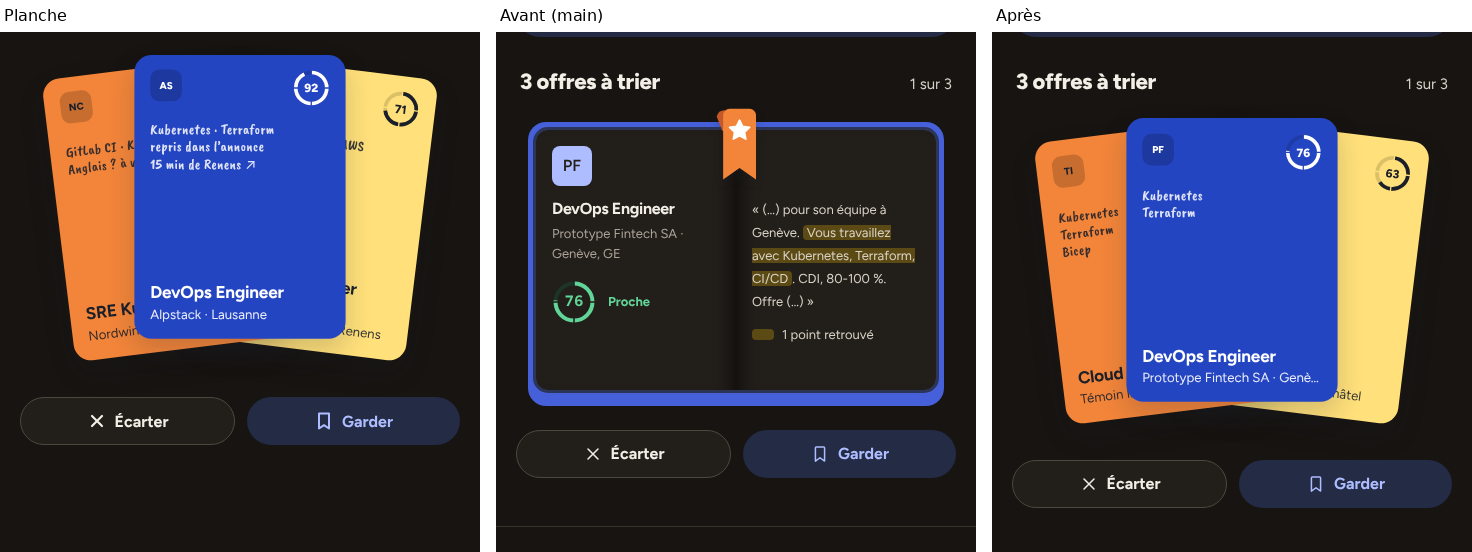 Planche
NC
GitLab CI · K
Anglais ? à v
SRE Ku
Nordwin
AS
92
Kubernetes · Terraform
repris dans l'annonce
15 min de Renens ↗
DevOps Engineer
Alpstack · Lausanne
71
AWS
er
Renens
Écarter
Garder
Avant (main)
3 offres à trier
1 sur 3
PF
DevOps Engineer
Prototype Fintech SA ·
Genève, GE
76
Proche
« (…) pour son équipe à
Genève. Vous travaillez
avec Kubernetes, Terraform,
CI/CD. CDI, 80-100 %.
Offre (…) »
1 point retrouvé
Écarter
Garder
Après
3 offres à trier
1 sur 3
TI
Kubernetes
Terraform
Bicep
Cloud
Témoin
PF
76
Kubernetes
Terraform
DevOps Engineer
Prototype Fintech SA · Genè…
63
hâtel
Écarter
Garder